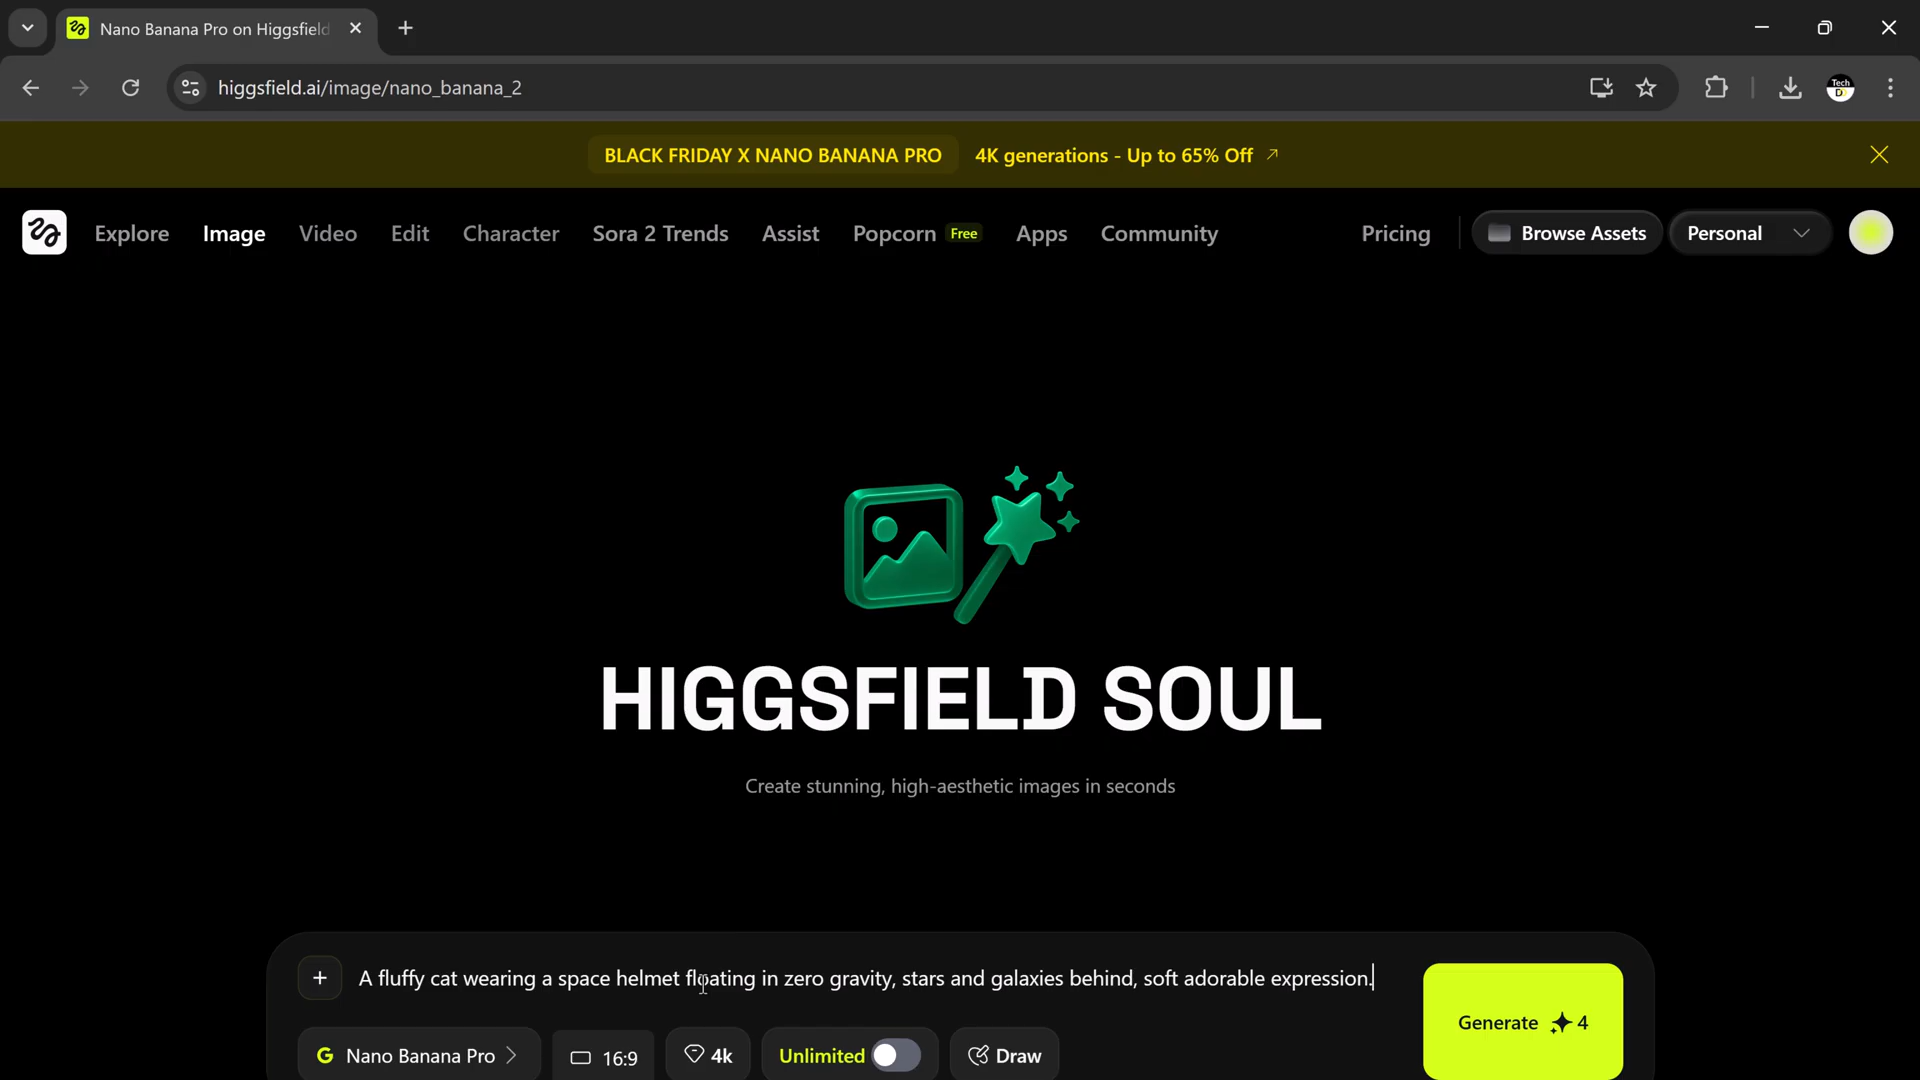 Nano Banana Pro on Higgsfield
higgsfield.ai/image/nano_banana_2
Tech
D
BLACK FRIDAY X NANO BANANA PRO 4K generations - Up to 65% Off
Explore Image Video Edit Character Sora 2 Trends Assist Popcorn Free Apps Community Pricing Browse Assets Personal
HIGGSFIELD SOUL
Create stunning, high-aesthetic images in seconds
A fluffy cat wearing a space helmet floating in zero gravity, stars and galaxies behind, soft adorable expression.
Generate 4
G Nano Banana Pro 16:9 4k Unlimited Draw